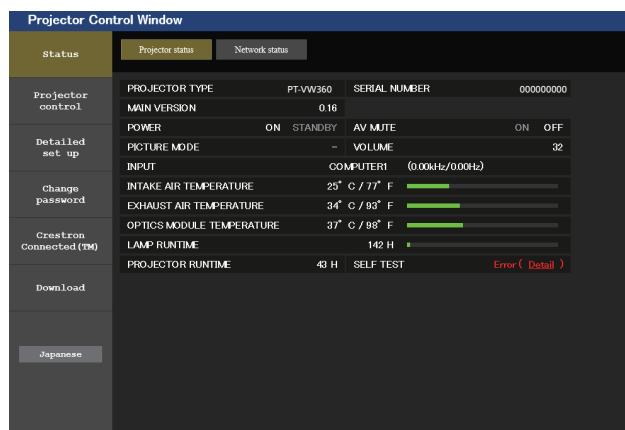 Projector Control Window
Status
Projector status
Network status
Projector control
Detailed set up
Change password
Crestron Connected(TM)
Download
Japanese
PROJECTOR TYPE PT-VW360 SERIAL NUMBER 000000000
MAIN VERSION 0.16
POWER ON STANDBY AV MUTE ON OFF
PICTURE MODE – VOLUME 32
INPUT COMPUTER1 (0.00kHz/0.00Hz)
INTAKE AIR TEMPERATURE 25° C / 77° F
EXHAUST AIR TEMPERATURE 34° C / 93° F
OPTICS MODULE TEMPERATURE 37° C / 98° F
LAMP RUNTIME 142 H
PROJECTOR RUNTIME 43 H SELF TEST Error ( Detail )